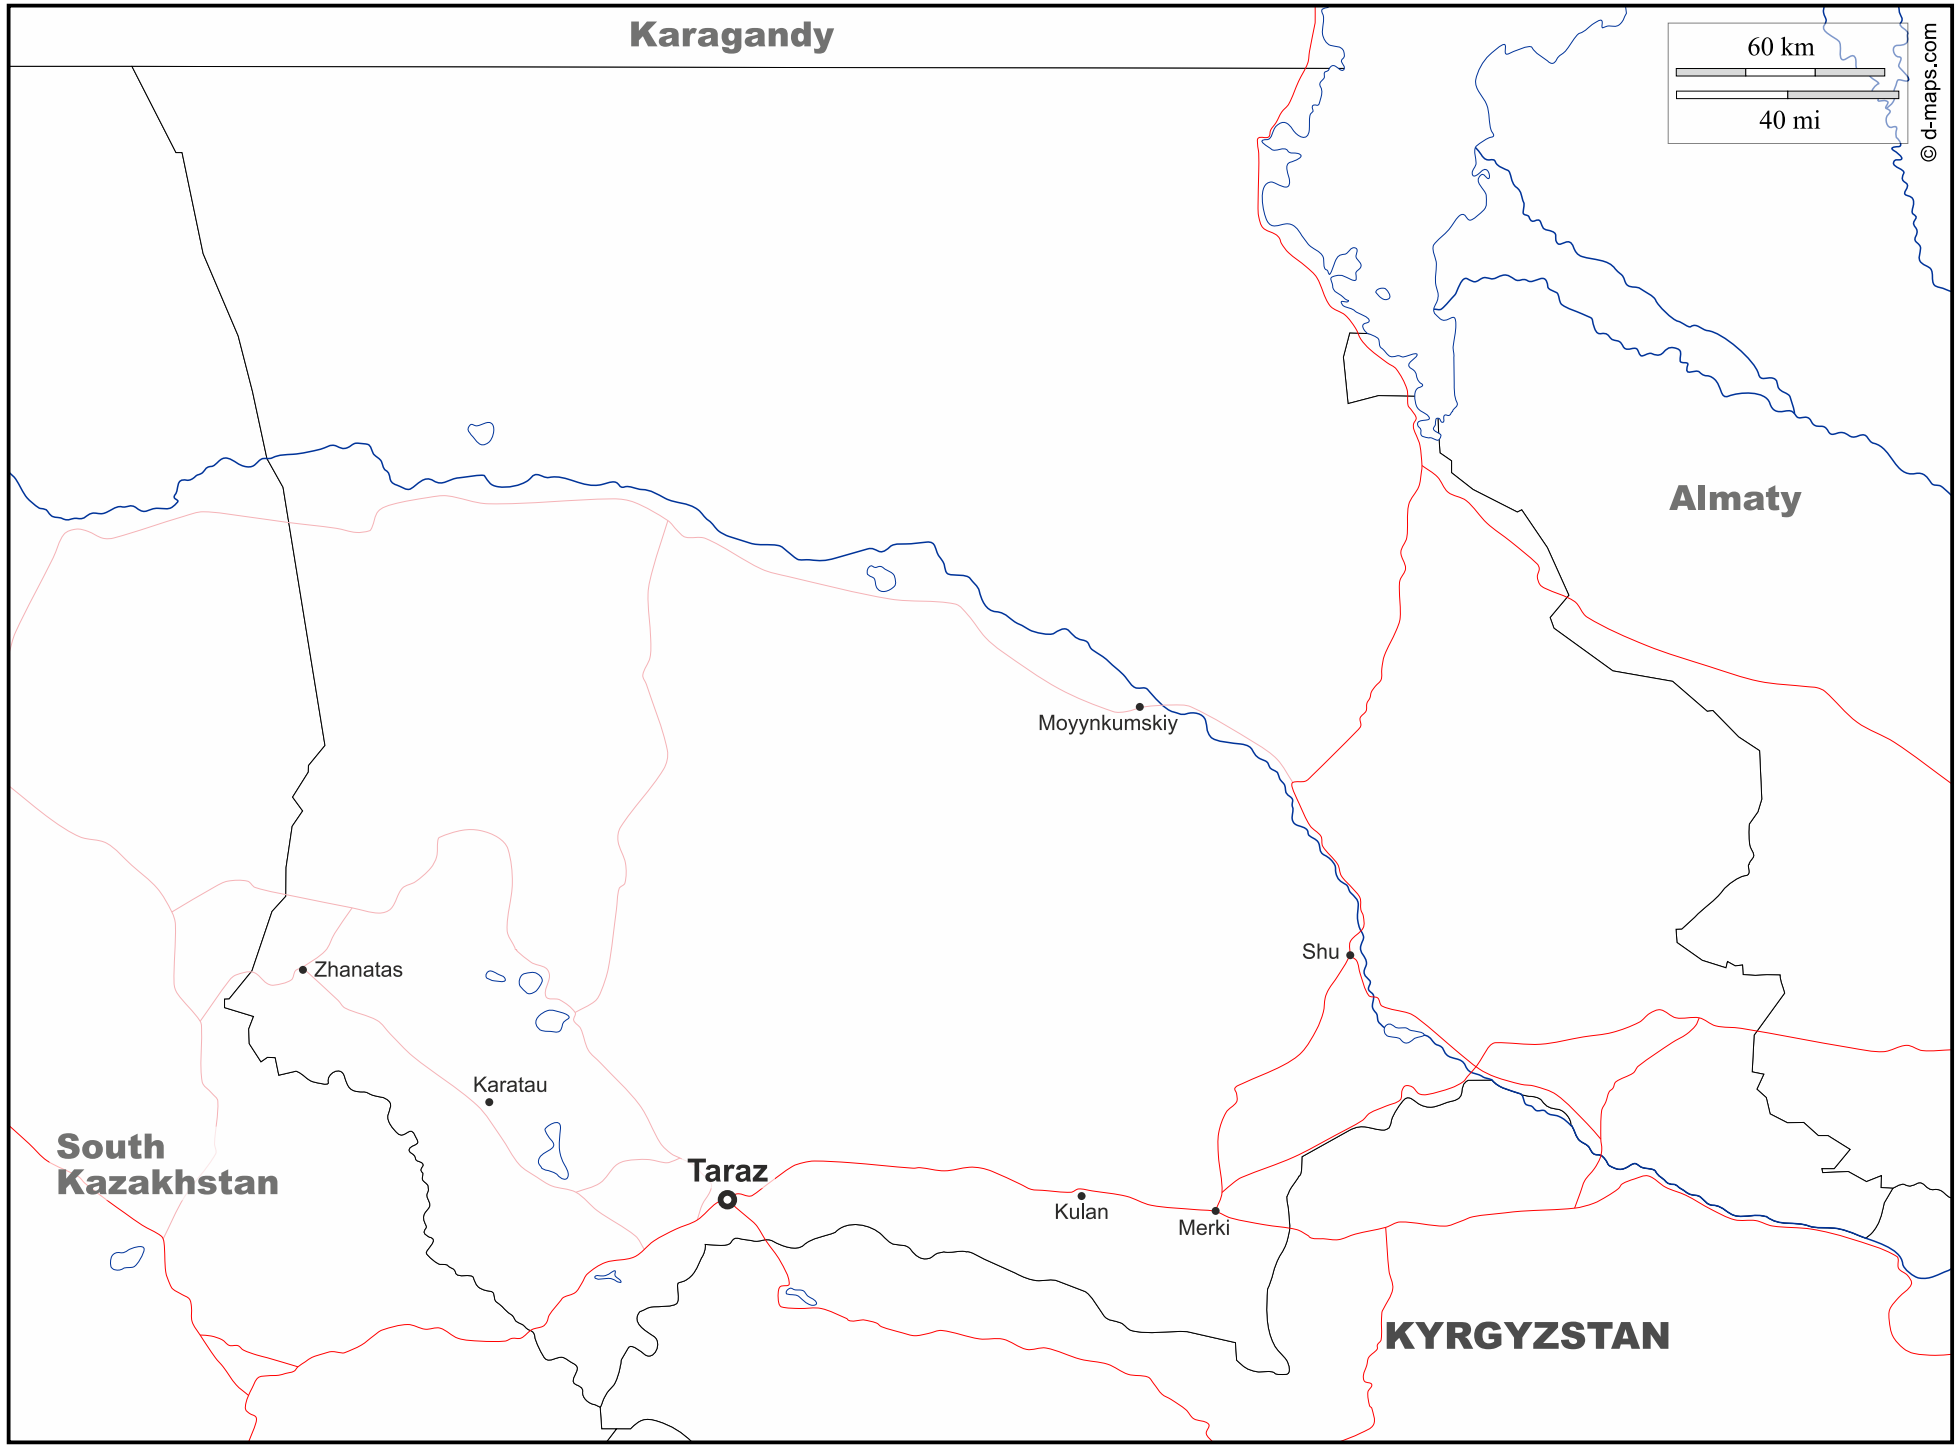 Karagandy
60 km
40 mi
© d-maps.com
Almaty
Moyynkumskiy
Shu
Zhanatas
Karatau
South
Kazakhstan
Taraz
Kulan
Merki
KYRGYZSTAN